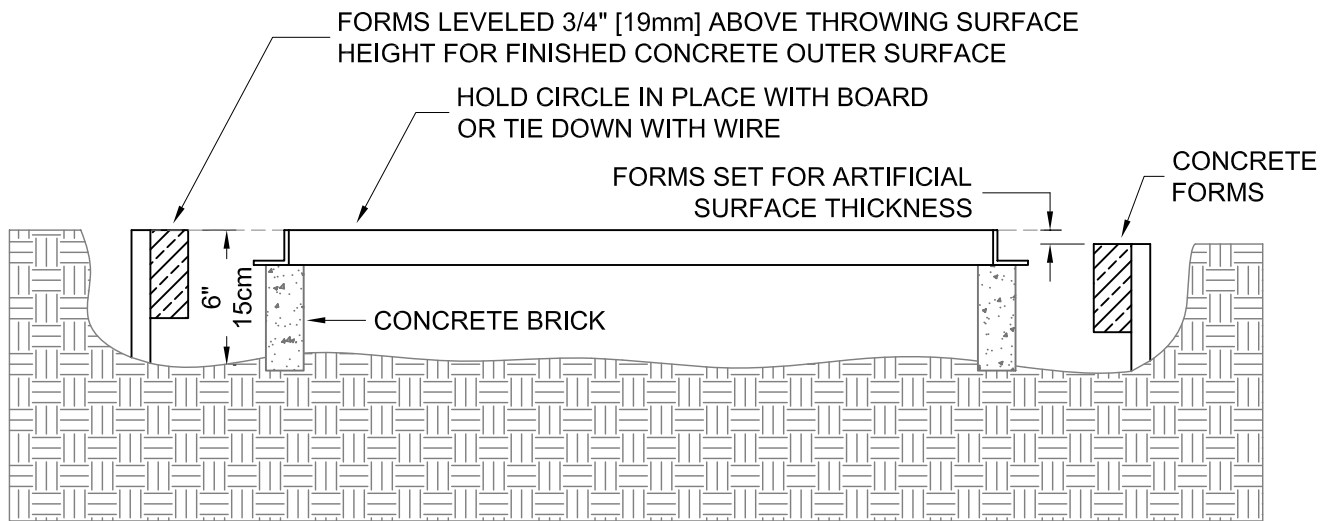 FORMS LEVELED 3/4" [19mm] ABOVE THROWING SURFACE
HEIGHT FOR FINISHED CONCRETE OUTER SURFACE
HOLD CIRCLE IN PLACE WITH BOARD
OR TIE DOWN WITH WIRE
FORMS SET FOR ARTIFICIAL
SURFACE THICKNESS
CONCRETE
FORMS
6"
15cm
CONCRETE BRICK